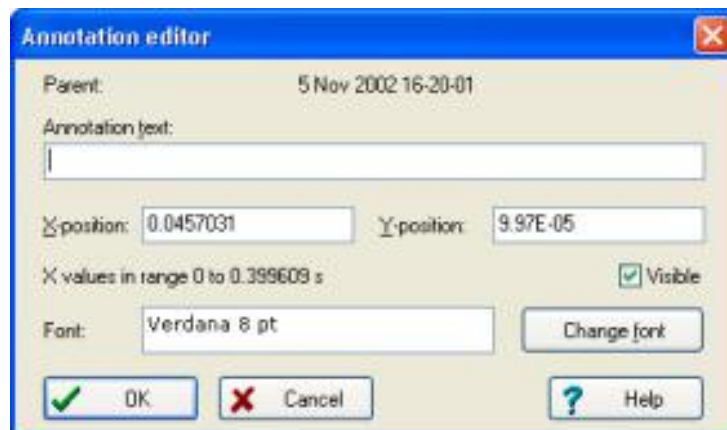 Annotation editor
Parent: 5 Nov 2002 16-20-01
Annotation text:
X-position: 0.0457031 Y-position: 9.97E-05
X values in range 0 to 0.399609 s Visible
Font: Verdana 8 pt Change font
OK Cancel Help